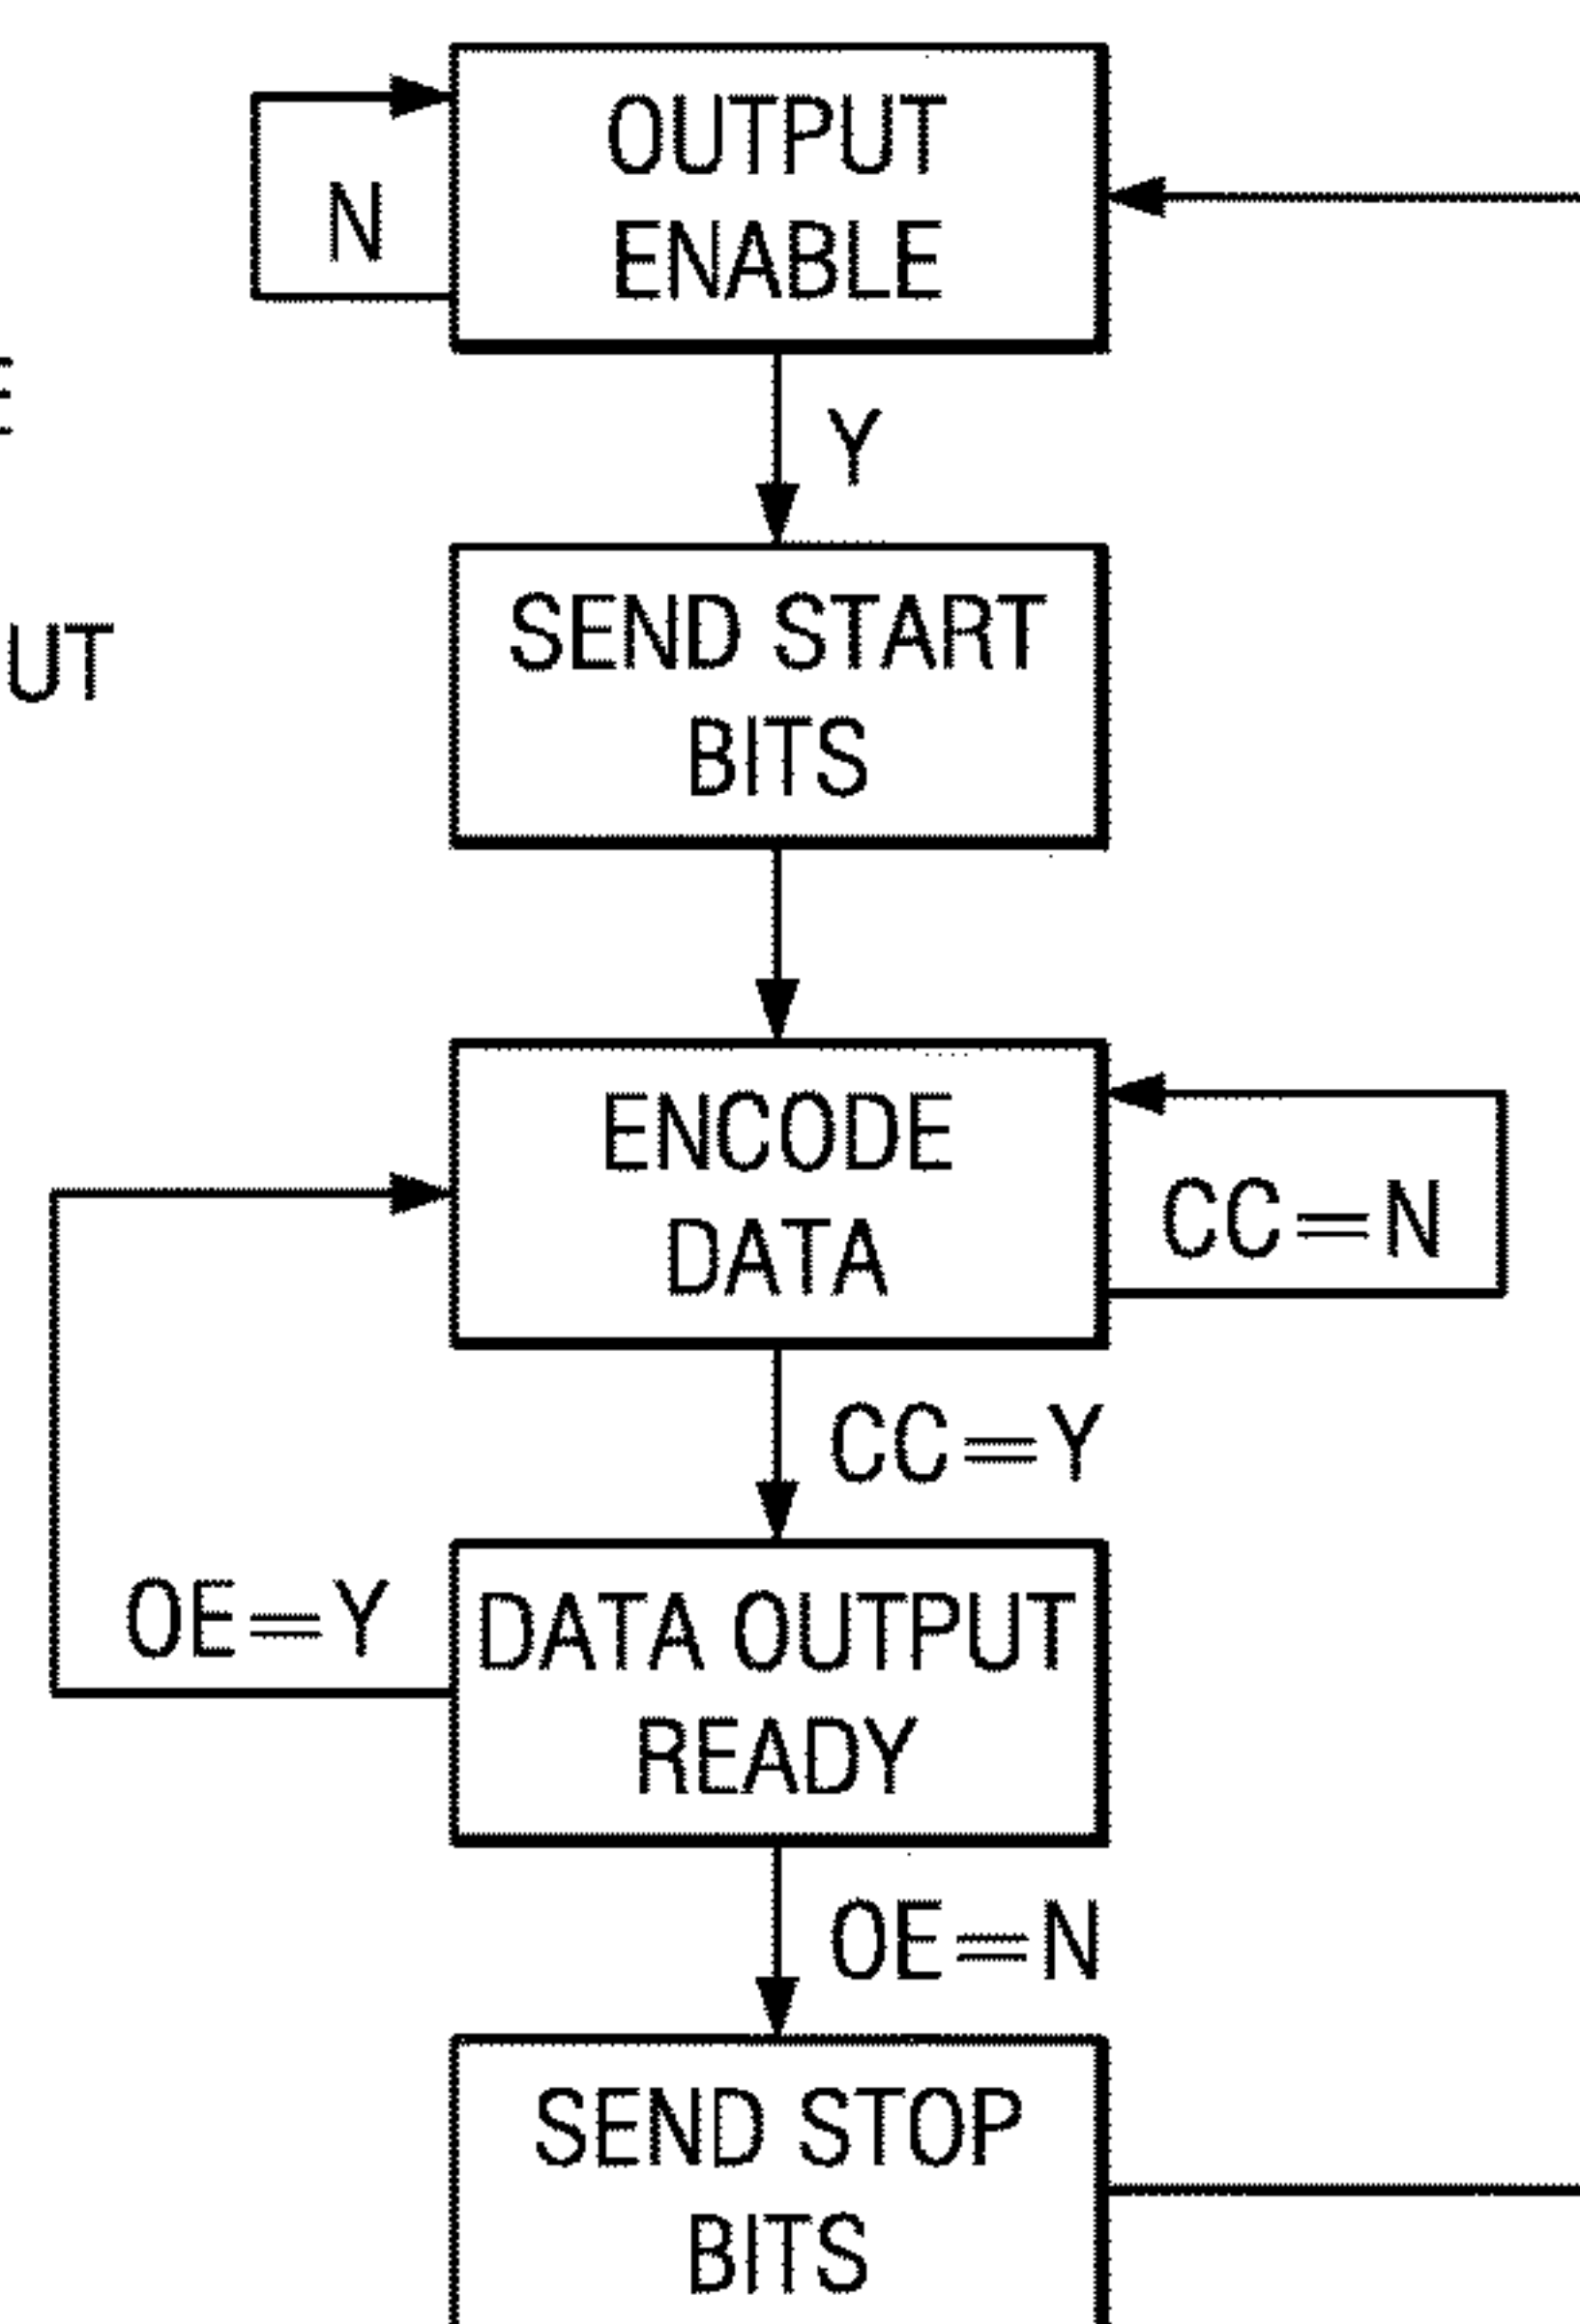 OUTPUT
N
ENABLE
Y
SEND START
UT
BITS
ENCODE
CC=N
DATA
CC=Y
OE=Y
DATA OUTPUT
READY
OE=N
SEND STOP
BITS